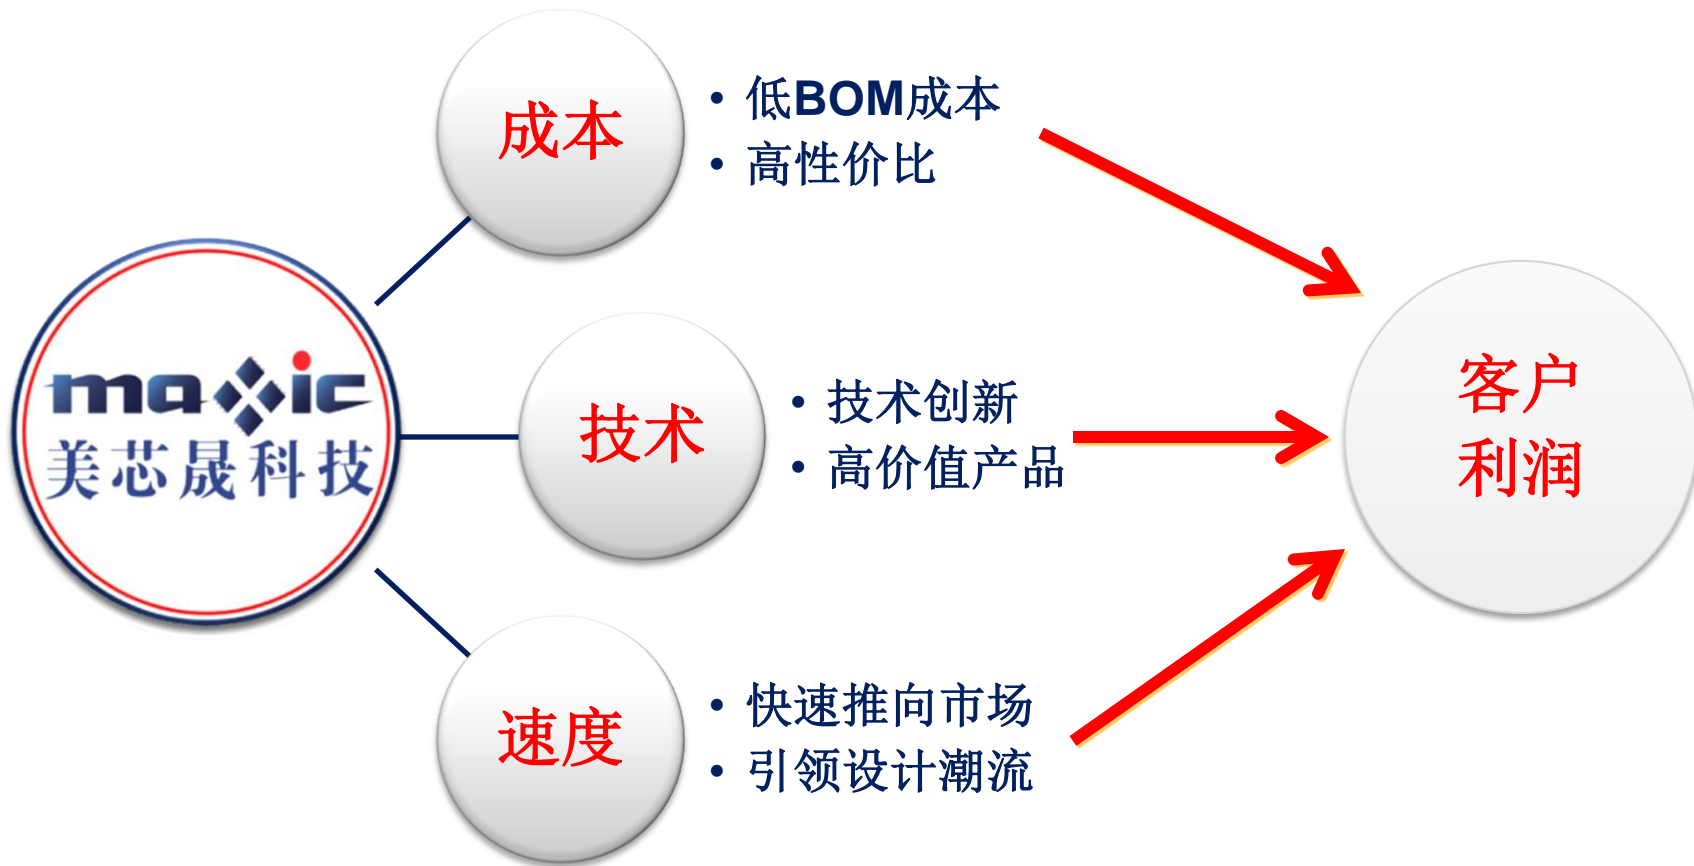 成本
• 低BOM成本
• 高性价比
maxic
美芯晟科技
技术
• 技术创新
• 高价值产品
客户
利润
速度
• 快速推向市场
• 引领设计潮流